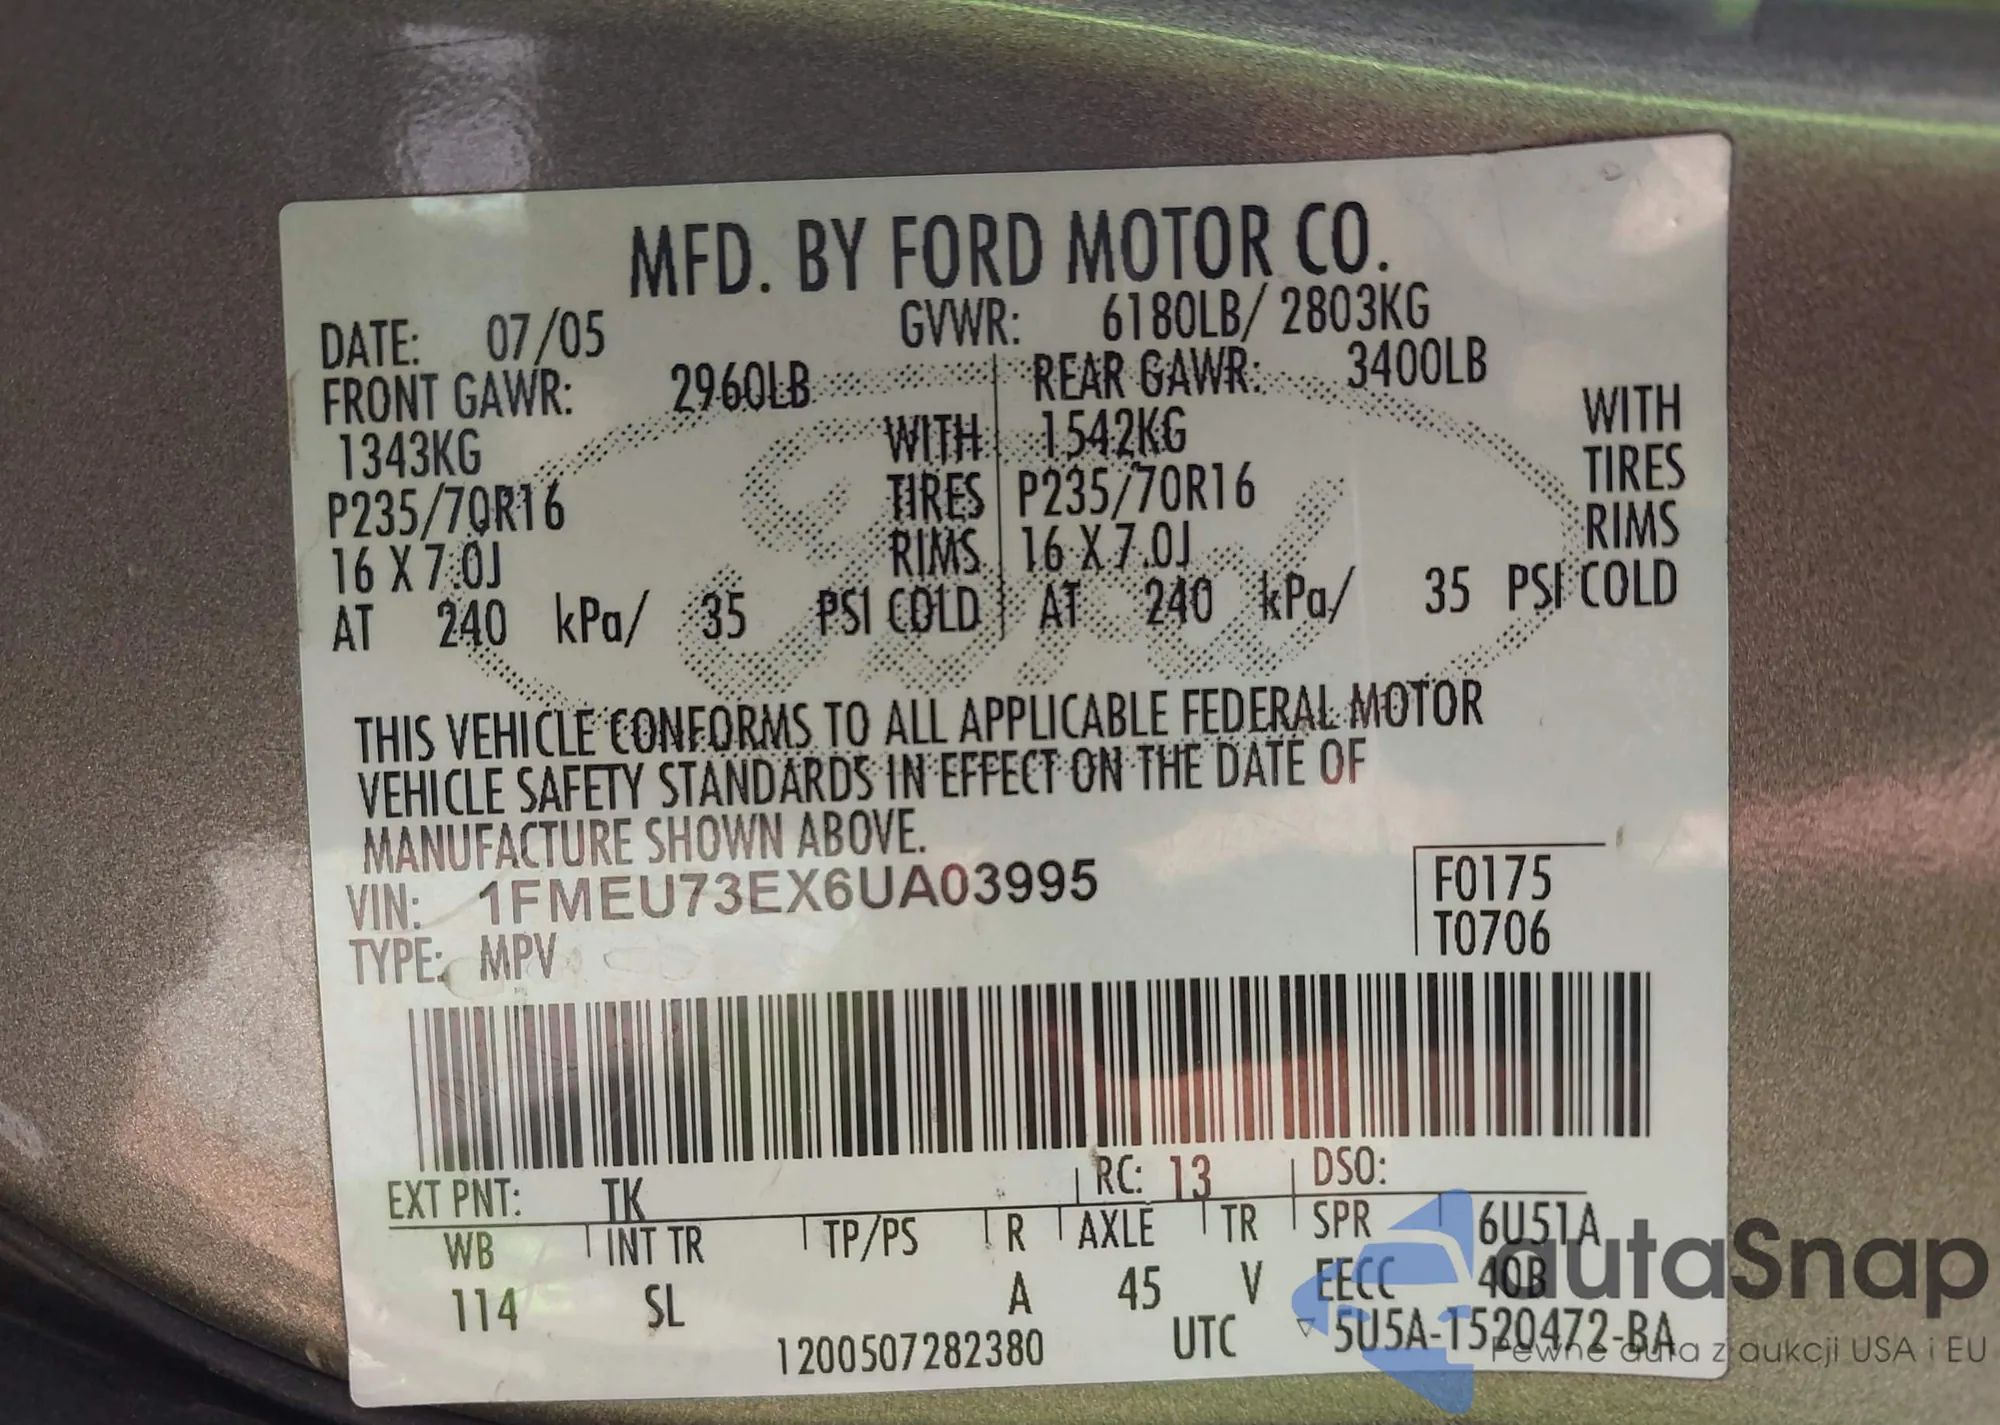 MFD. BY FORD MOTOR CO.
DATE: 07/05 GVWR: 6180LB/ 2803KG
FRONT GAWR: 2960LB REAR GAWR: 3400LB
1343KG WITH 1542KG WITH
P235/70R16 TIRES P235/70R16 TIRES
16 X 7.0J RIMS 16 X 7.0J RIMS
AT 240 kPa/ 35 PSI COLD AT 240 kPa/ 35 PSI COLD
Ford
THIS VEHICLE CONFORMS TO ALL APPLICABLE FEDERAL MOTOR
VEHICLE SAFETY STANDARDS IN EFFECT ON THE DATE OF
MANUFACTURE SHOWN ABOVE.
VIN: 1FMEU73EX6UA03995 F0175
TYPE: MPV T0706
EXT PNT: TK RC: 13 DSO:
WB INT TR TP/PS R AXLE TR SPR 6U51A
114 SL A 45 V EECC 40B
1200507282380 UTC ▽ 5U5A-1520472-BA
autaSnap
Pewne auta z aukcji USA i EU